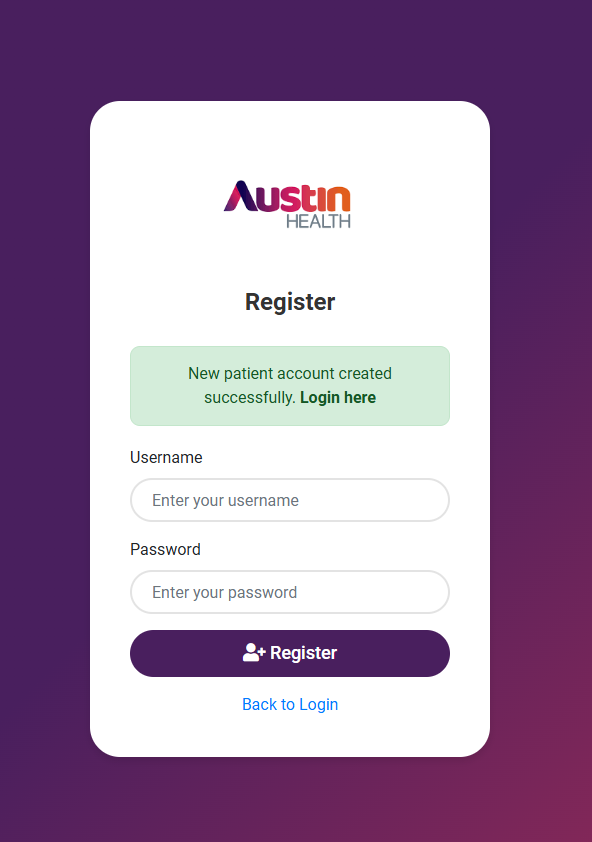 Austin
HEALTH
Register
New patient account created
successfully. Login here
Username
Enter your username
Password
Enter your password
Register
Back to Login